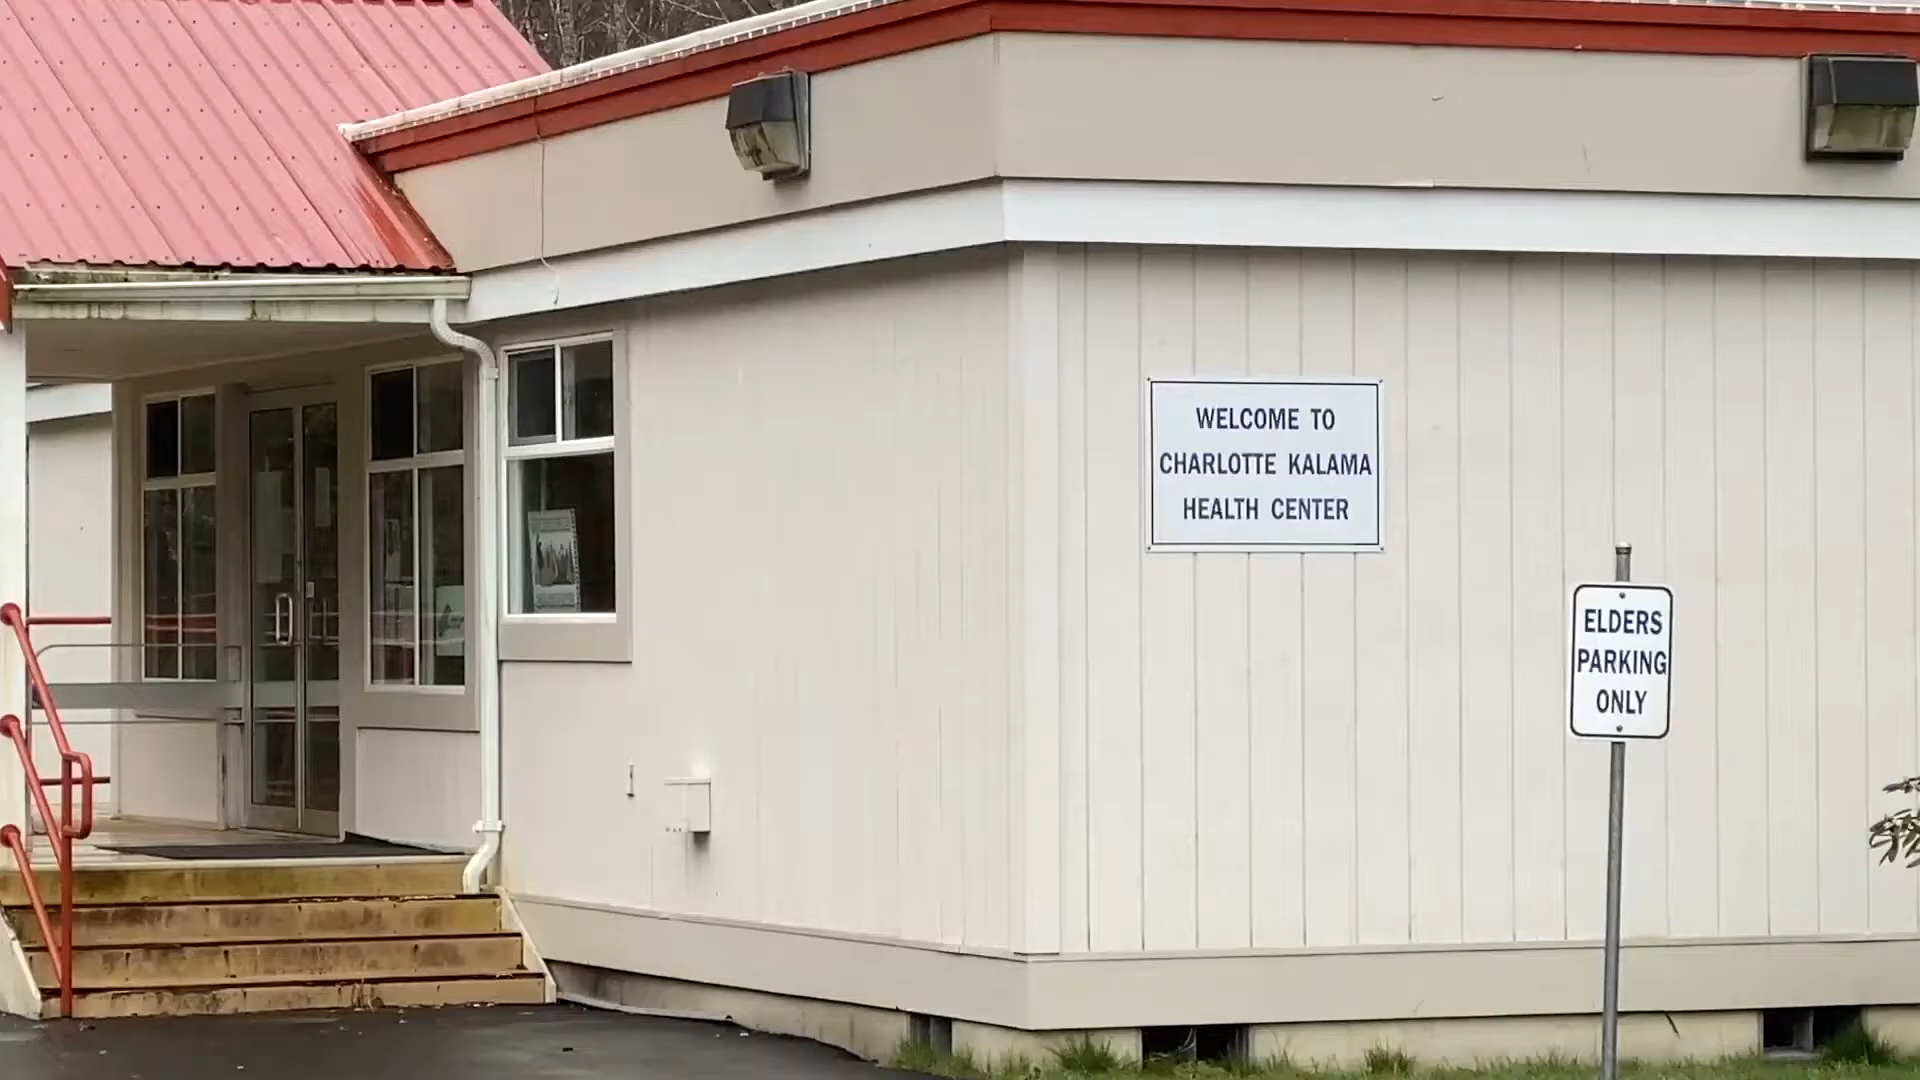 WELCOME TO
CHARLOTTE KALAMA
HEALTH CENTER
ELDERS
PARKING
ONLY